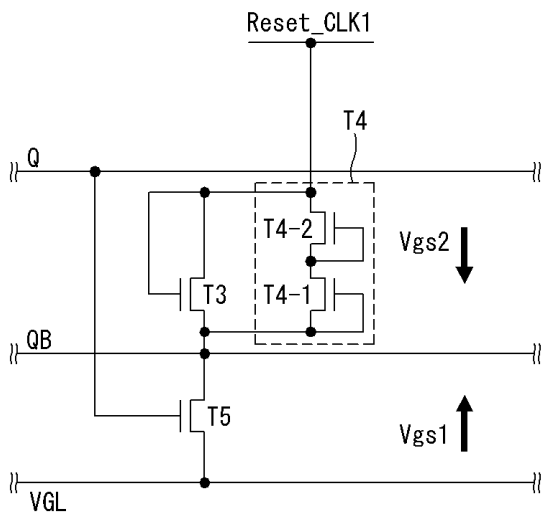 Reset_CLK1
T4
Q
T4-2
Vgs2
T3
T4-1
QB
T5
Vgs1
VGL